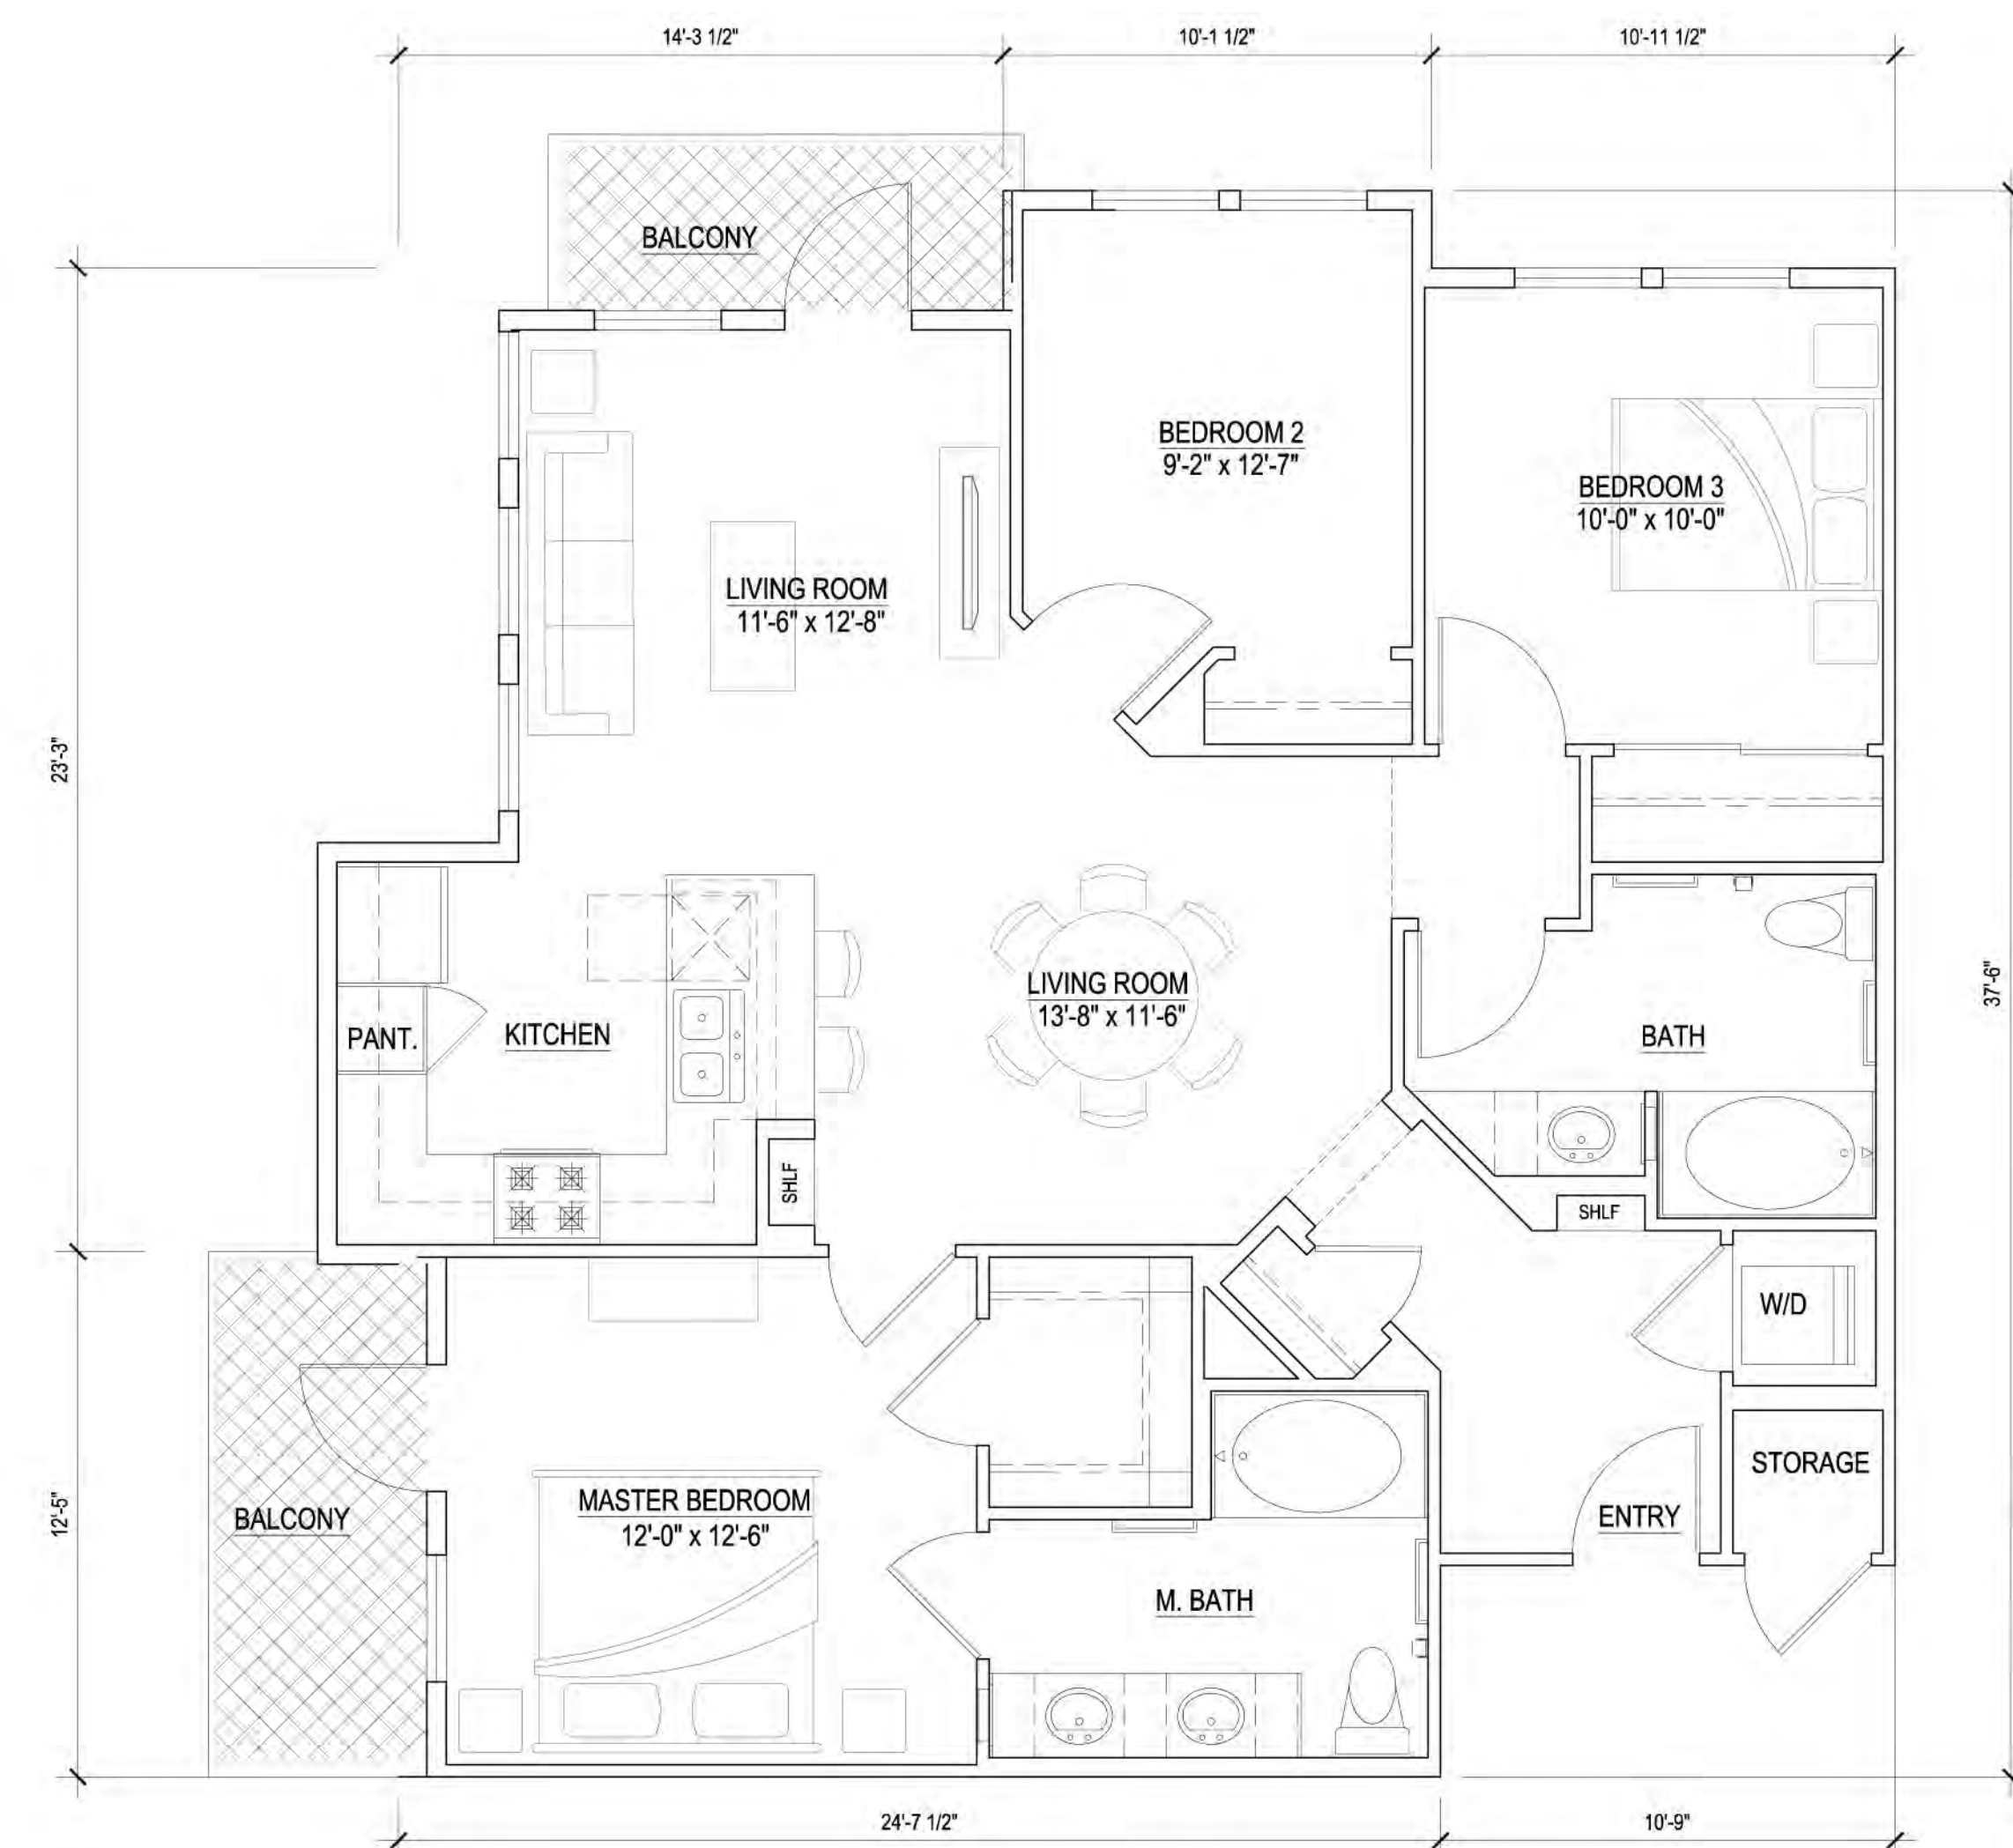 14'-3 1/2"
10'-1 1/2"
10'-11 1/2"
BALCONY
BEDROOM 2
9'-2" x 12'-7"
BEDROOM 3
10'-0" x 10'-0"
LIVING ROOM
11'-6" x 12'-8"
23'-3"
37'-6"
LIVING ROOM
13'-8" x 11'-6"
PANT.
KITCHEN
BATH
SHLF
SHLF
W/D
STORAGE
MASTER BEDROOM
12'-0" x 12'-6"
12'-5"
BALCONY
ENTRY
M. BATH
24'-7 1/2"
10'-9"